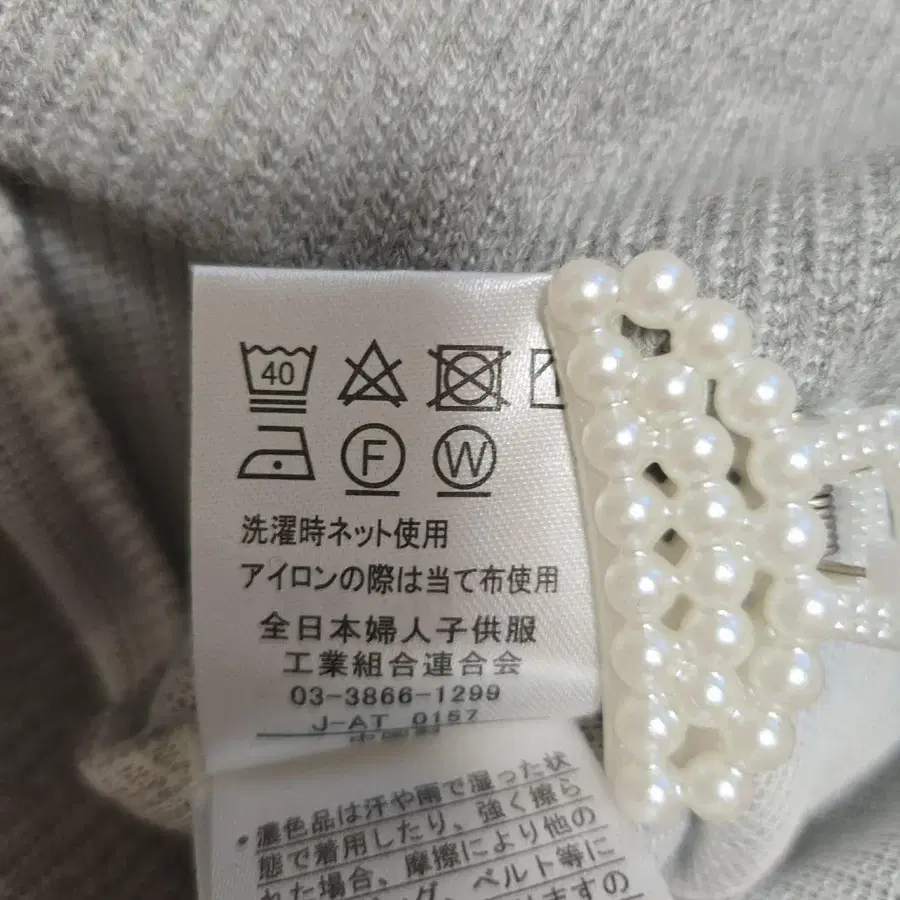 40
F W
洗濯時ネット使用
アイロンの際は当て布使用
全日本婦人子供服
工業組合連合会
03-3866-1299
J-AT 0157
・濃色品は汗や雨で湿った状
態で着用したり、強く擦ら
れた場合、摩擦により他の
グ、ベルト等に
ますの